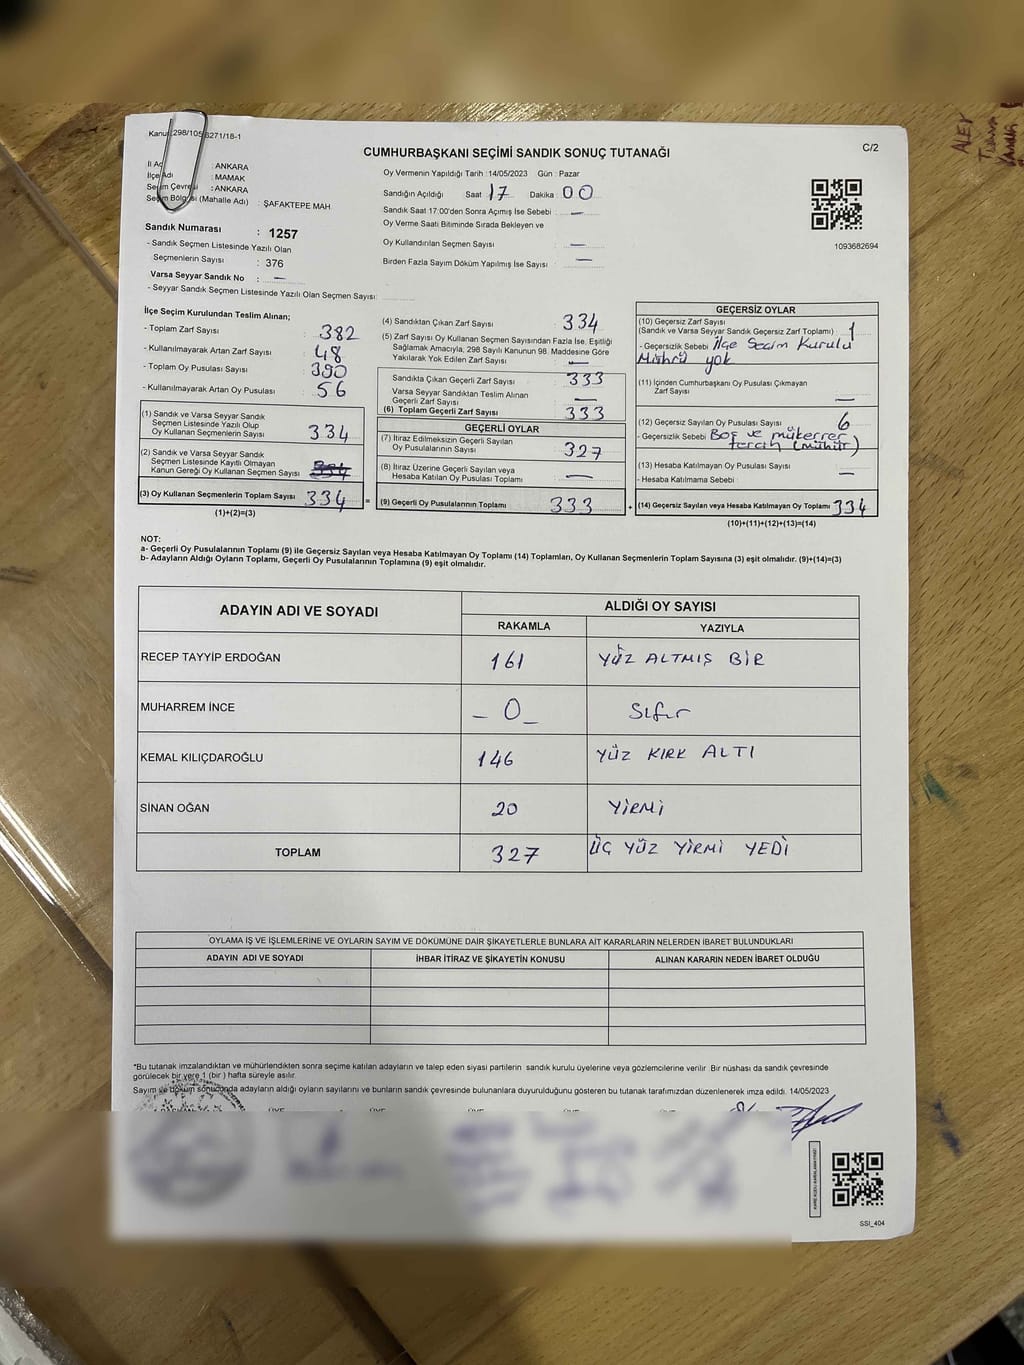 Kanun 298/105 6271/18-1
C/2
CUMHURBAŞKANI SEÇİMİ SANDIK SONUÇ TUTANAĞI
İl Adı : ANKARA
İlçe Adı : MAMAK
Seçim Çevresi : ANKARA
Seçim Bölgesi (Mahalle Adı) : ŞAFAKTEPE MAH.
Sandık Numarası : 1257
- Sandık Seçmen Listesinde Yazılı Olan
Seçmenlerin Sayısı : 376
Varsa Seyyar Sandık No : —
- Seyyar Sandık Seçmen Listesinde Yazılı Olan Seçmen Sayısı:
Oy Vermenin Yapıldığı Tarih :14/05/2023 Gün : Pazar
Sandığın Açıldığı Saat 17 Dakika : 00
Sandık Saat 17:00'den Sonra Açımış İse Sebebi : —
Oy Verme Saati Bitiminde Sırada Bekleyen ve
Oy Kullandırılan Seçmen Sayısı —
Birden Fazla Sayım Döküm Yapılmış İse Sayısı : —
1093682694
İlçe Seçim Kurulundan Teslim Alınan;
- Toplam Zarf Sayısı : 382
- Kullanılmayarak Artan Zarf Sayısı : 48
- Toplam Oy Pusulası Sayısı : 390
- Kullanılmayarak Artan Oy Pusulası : 56
(1) Sandık ve Varsa Seyyar Sandık
Seçmen Listesinde Yazılı Olup
Oy Kullanan Seçmenlerin Sayısı 334
(2) Sandık ve Varsa Seyyar Sandık
Seçmen Listesinde Kayıtlı Olmayan
Kanun Gereği Oy Kullanan Seçmen Sayısı 334
(3) Oy Kullanan Seçmenlerin Toplam Sayısı 334 =
(1)+(2)=(3)
(4) Sandıktan Çıkan Zarf Sayısı 334
(5) Zarf Sayısı Oy Kullanan Seçmen Sayısından Fazla İse, Eşitliği
Sağlamak Amacıyla, 298 Sayılı Kanunun 98. Maddesine Göre
Yakılarak Yok Edilen Zarf Sayısı —
Sandıkta Çıkan Geçerli Zarf Sayısı : 333
Varsa Seyyar Sandıktan Teslim Alınan
Geçerli Zarf Sayısı —
(6) Toplam Geçerli Zarf Sayısı : 333
GEÇERLİ OYLAR
(7) İtiraz Edilmeksizin Geçerli Sayılan
Oy Pusulalarının Toplamı 327
(8) İtiraz Üzerine Geçerli Sayılan veya
Hesaba Katılan Oy Pusulası Toplamı —
(9) Geçerli Oy Pusulalarının Toplamı 333 +
GEÇERSİZ OYLAR
(10) Geçersiz Zarf Sayısı
(Sandık ve Varsa Seyyar Sandık Geçersiz Zarf Toplamı) 1
- Geçersizlik Sebebi : İlçe Secim Kurulu
Mühürü yok
(11) İçinden Cumhurbaşkanı Oy Pusulası Çıkmayan
Zarf Sayısı —
(12) Geçersiz Sayılan Oy Pusulası Sayısı 6
- Geçersizlik Sebebi : Boş ve mükerrer
tercih (mühür)
(13) Hesaba Katılmayan Oy Pusulası Sayısı —
- Hesaba Katılmama Sebebi :
(14) Geçersiz Sayılan veya Hesaba Katılmayan Oy Toplamı 334
(10)+(11)+(12)+(13)=(14)
NOT:
a- Geçerli Oy Pusulalarının Toplamı (9) ile Geçersiz Sayılan veya Hesaba Katılmayan Oy Toplamı (14) Toplamları, Oy Kullanan Seçmenlerin Toplam Sayısına (3) eşit olmalıdır. (9)+(14)=(3)
b- Adayların Aldığı Oyların Toplamı, Geçerli Oy Pusulalarının Toplamına (9) eşit olmalıdır.
ADAYIN ADI VE SOYADI ALDIĞI OY SAYISI
RAKAMLA YAZIYLA
RECEP TAYYİP ERDOĞAN 161 YÜZ ALTMIŞ BİR
MUHARREM İNCE - 0 - Sıfır
KEMAL KILIÇDAROĞLU 146 YÜZ KIRK ALTI
SİNAN OĞAN 20 YİRMİ
TOPLAM 327 ÜÇ YÜZ YİRMİ YEDİ
OYLAMA İŞ VE İŞLEMLERİNE VE OYLARIN SAYIM VE DÖKÜMÜNE DAİR ŞİKAYETLERLE BUNLARA AİT KARARLARIN NELERDEN İBARET BULUNDUKLARI
ADAYIN ADI VE SOYADI İHBAR İTİRAZ VE ŞİKAYETİN KONUSU ALINAN KARARIN NEDEN İBARET OLDUĞU
*Bu tutanak imzalandıktan ve mühürlendikten sonra seçime katılan adayların ve talep eden siyasi partilerin sandık kurulu üyelerine veya gözlemcilerine verilir. Bir nüshası da sandık çevresinde
görülecek bir yere 1 (bir ) hafta süreyle asılır.
Sayım ve döküm sonucunda adayların aldığı oyların sayılarını ve bunların sandık çevresinde bulunanlara duyurulduğunu gösteren bu tutanak tarafımızdan düzenlenerek imza edildi. 14/05/2023
BAŞKAN ÜYE ÜYE ÜYE ÜYE ÜYE
SSI_404